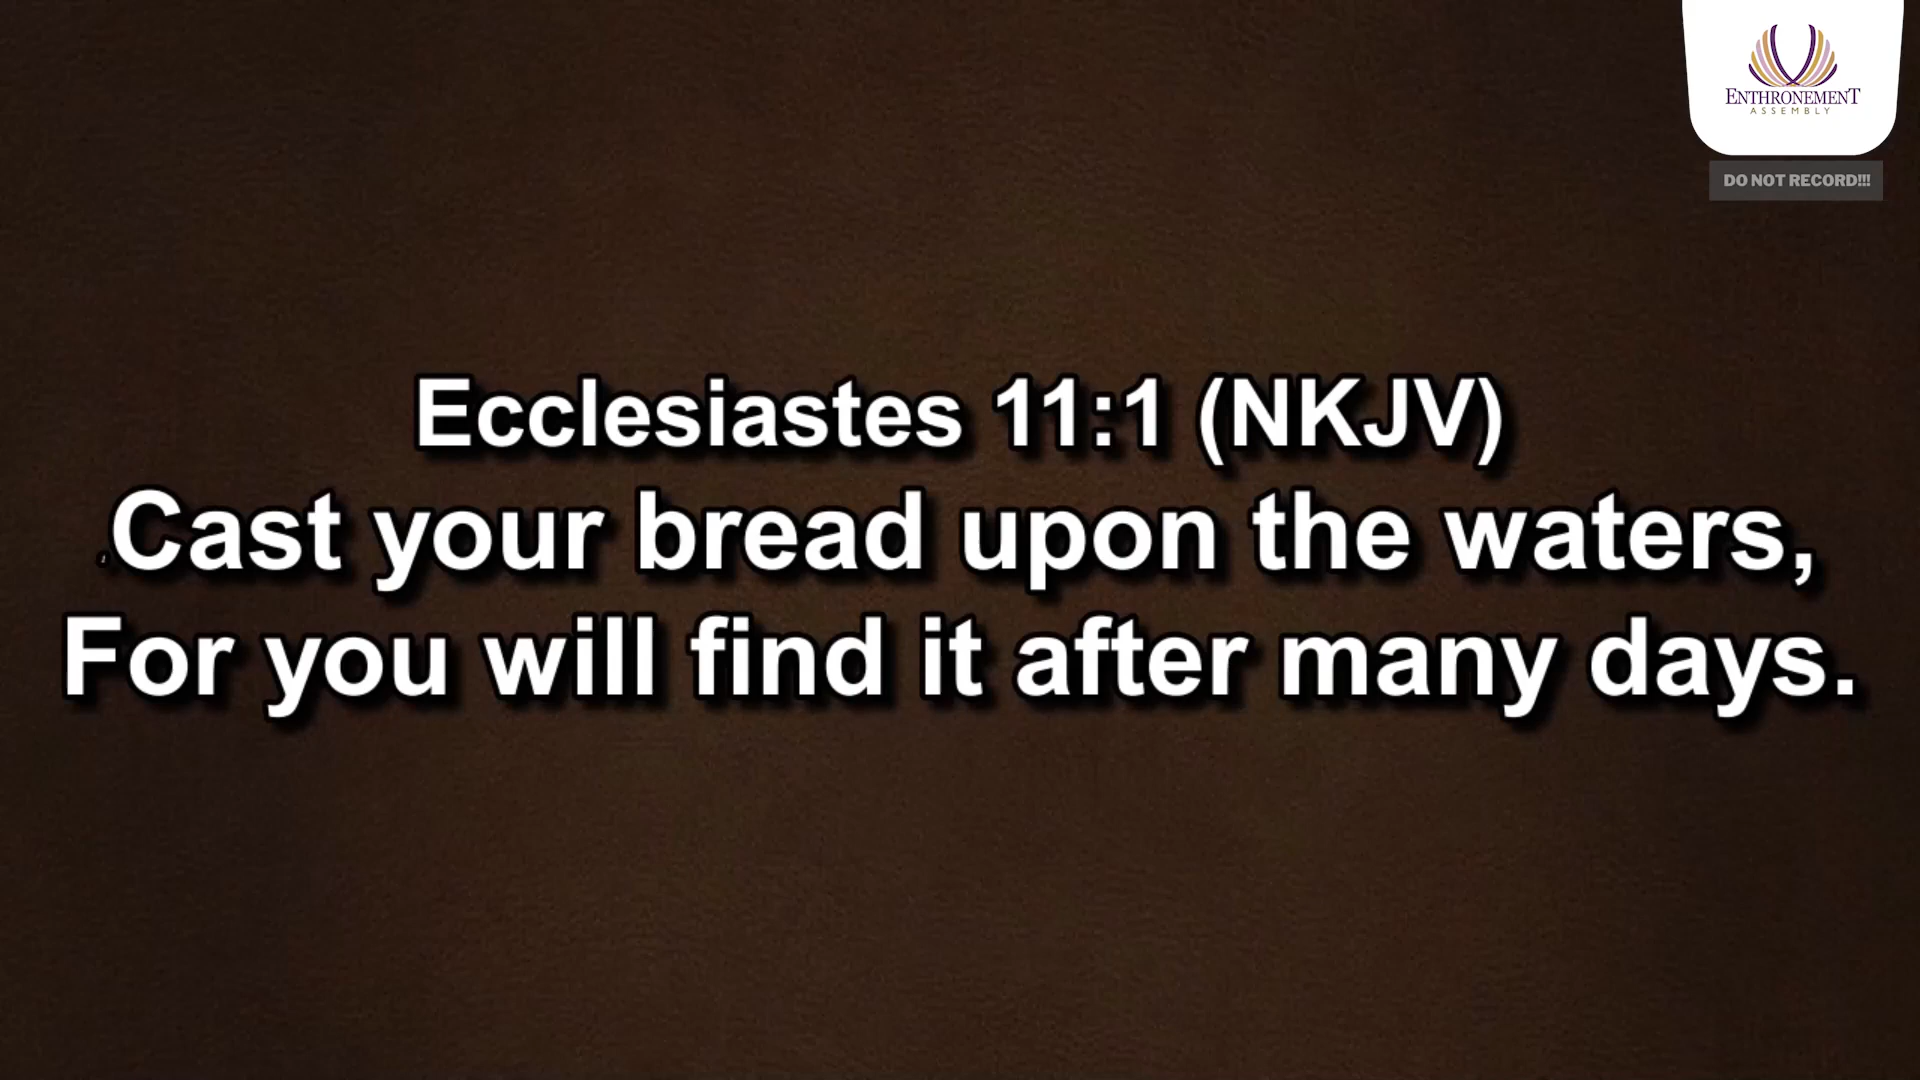 ENTHRONEMENT
ASSEMBLY
DO NOT RECORD!!!
Ecclesiastes 11:1 (NKJV)
Cast your bread upon the waters,
For you will find it after many days.